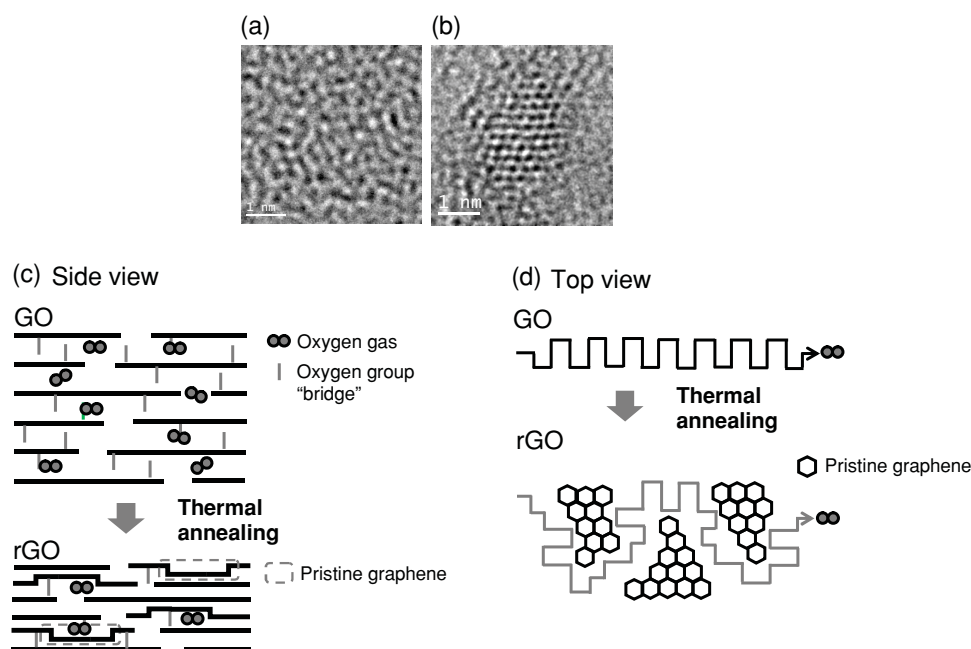 (a)
(b)
1 nm
1 nm
(c) Side view
GO
Oxygen gas
Oxygen group
"bridge"
Thermal
annealing
rGO
Pristine graphene
(d) Top view
GO
Thermal
annealing
rGO
Pristine graphene